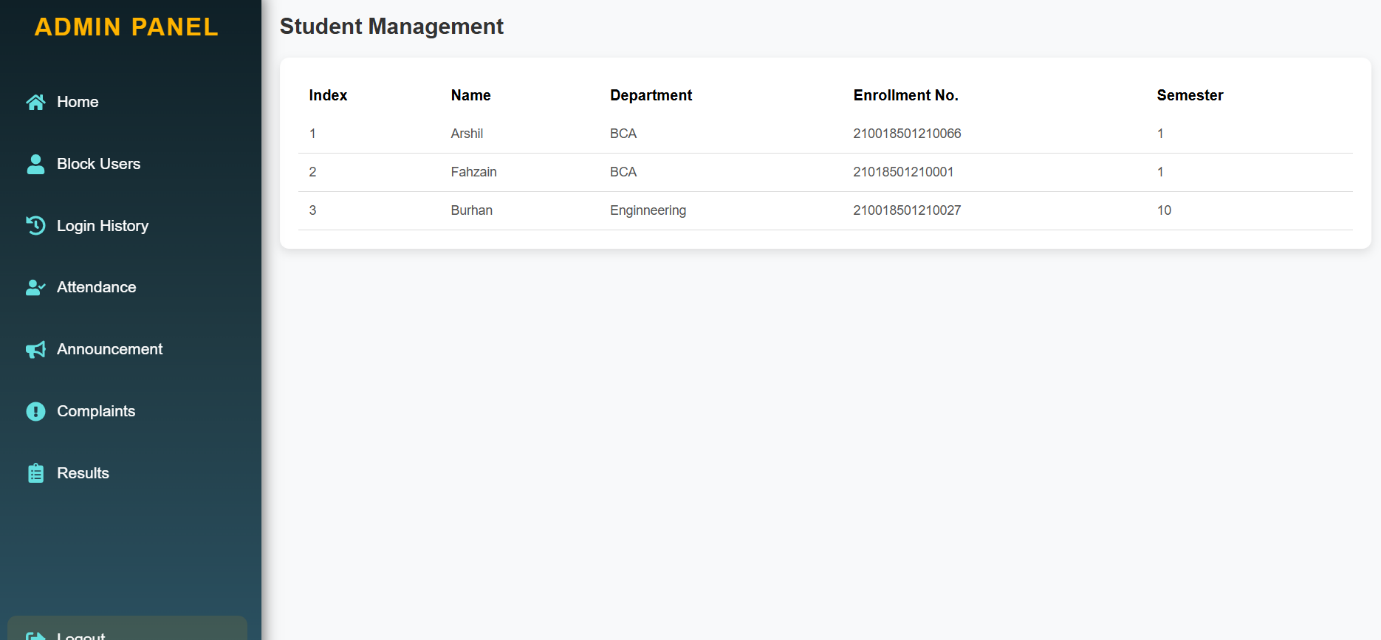 ADMIN PANEL
Home
Block Users
Login History
Attendance
Announcement
Complaints
Results
Logout
Student Management
Index Name Department Enrollment No. Semester
1 Arshil BCA 210018501210066 1
2 Fahzain BCA 21018501210001 1
3 Burhan Enginneering 210018501210027 10